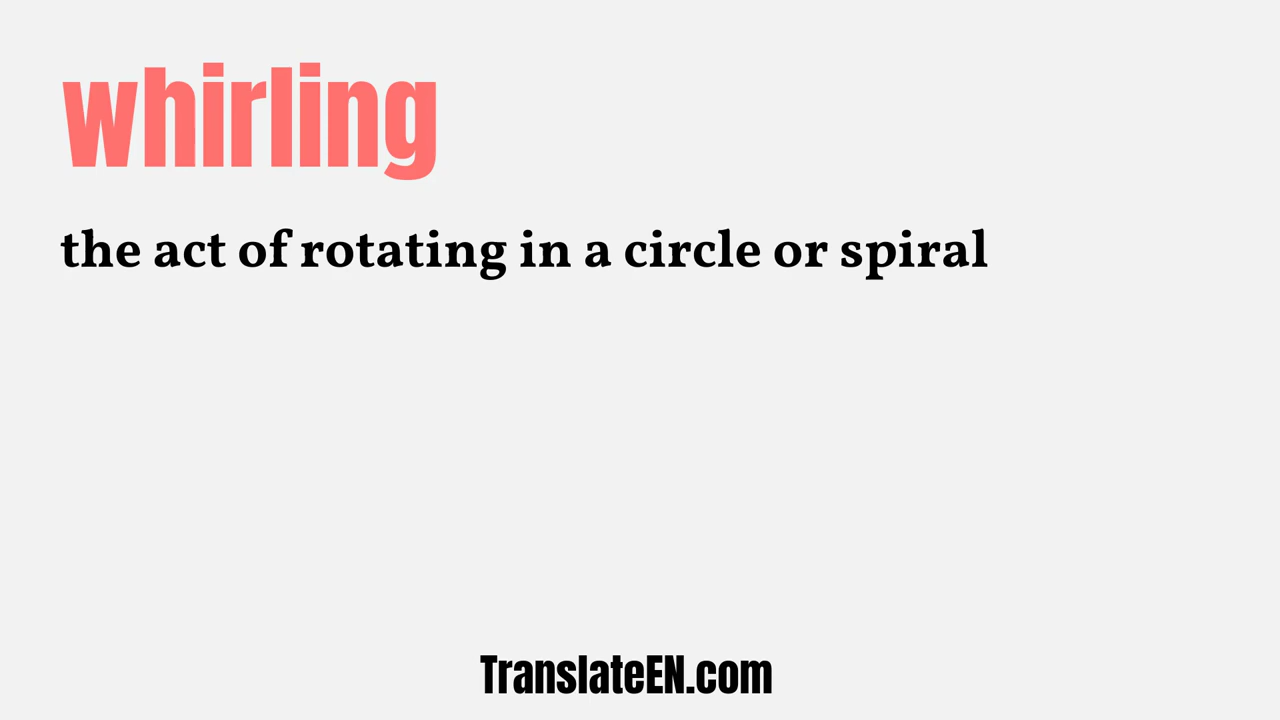 whirling
the act of rotating in a circle or spiral
TranslateEN.com